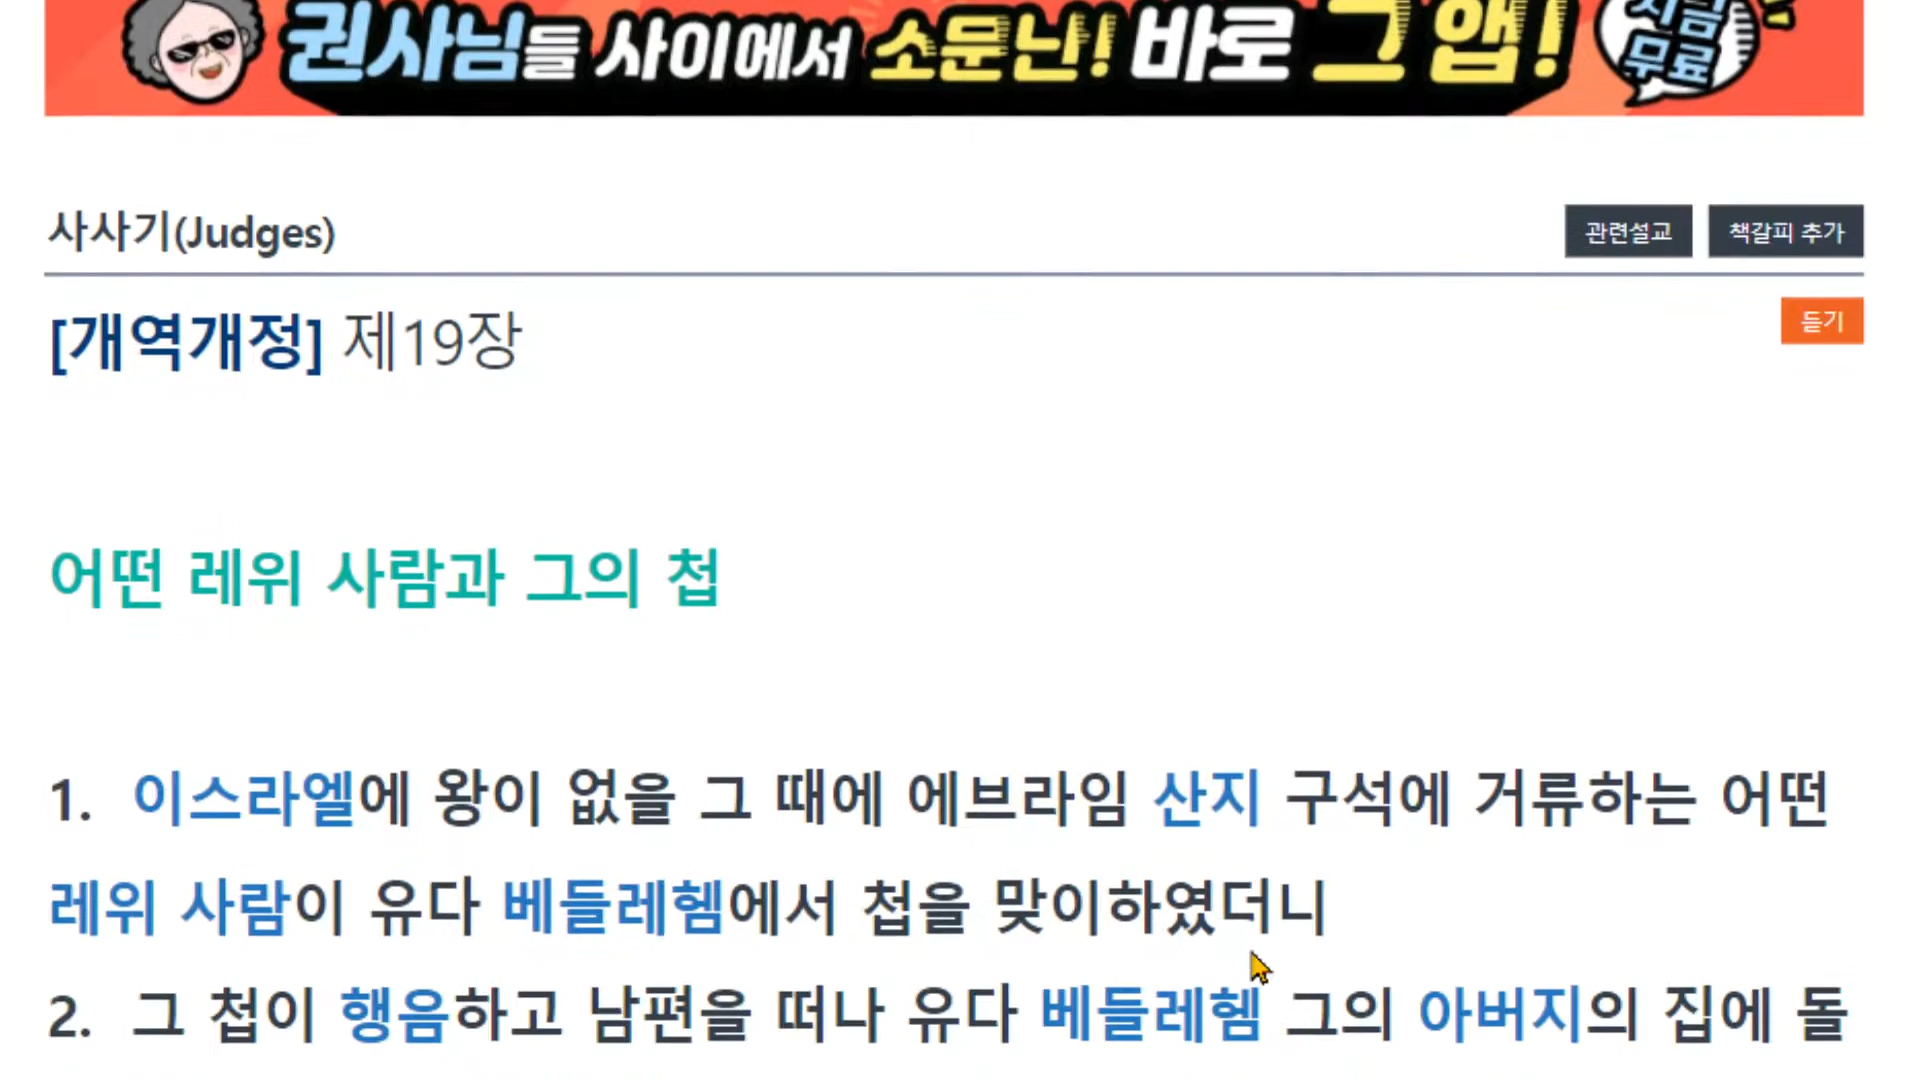 권사님들 사이에서 소문난! 바로 그 앱!
지금
무료
사사기(Judges)
관련설교
책갈피 추가
[개역개정] 제19장
듣기
어떤 레위 사람과 그의 첩
1. 이스라엘에 왕이 없을 그 때에 에브라임 산지 구석에 거류하는 어떤
레위 사람이 유다 베들레헴에서 첩을 맞이하였더니
2. 그 첩이 행음하고 남편을 떠나 유다 베들레헴 그의 아버지의 집에 돌